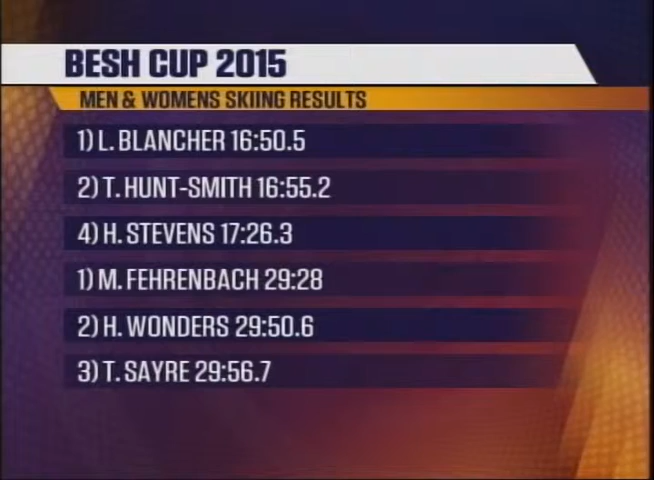 BESH CUP 2015
MEN & WOMENS SKIING RESULTS
1) L. BLANCHER 16:50.5
2) T. HUNT-SMITH 16:55.2
4) H. STEVENS 17:26.3
1) M. FEHRENBACH 29:28
2) H. WONDERS 29:50.6
3) T. SAYRE 29:56.7